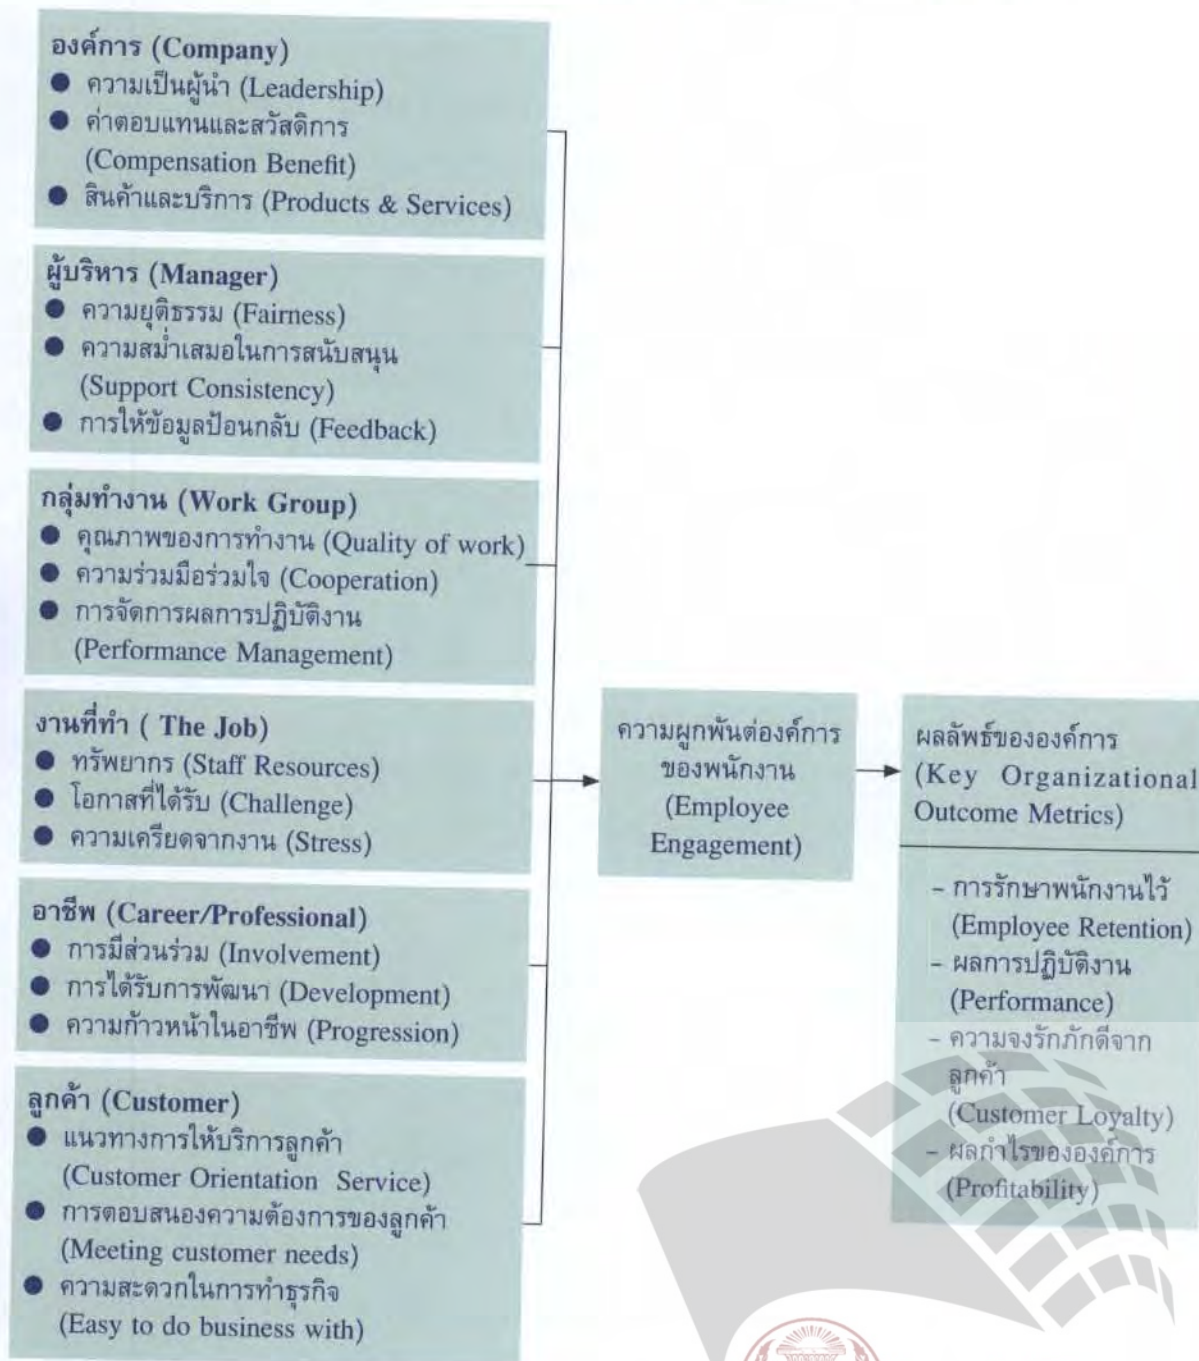 องค์การ (Company)
● ความเป็นผู้นำ (Leadership)
● ค่าตอบแทนและสวัสดิการ
(Compensation Benefit)
● สินค้าและบริการ (Products & Services)
ผู้บริหาร (Manager)
● ความยุติธรรม (Fairness)
● ความสม่ำเสมอในการสนับสนุน
(Support Consistency)
● การให้ข้อมูลป้อนกลับ (Feedback)
กลุ่มทำงาน (Work Group)
● คุณภาพของการทำงาน (Quality of work)
● ความร่วมมือร่วมใจ (Cooperation)
● การจัดการผลการปฏิบัติงาน
(Performance Management)
งานที่ทำ ( The Job)
● ทรัพยากร (Staff Resources)
● โอกาสที่ได้รับ (Challenge)
● ความเครียดจากงาน (Stress)
อาชีพ (Career/Professional)
● การมีส่วนร่วม (Involvement)
● การได้รับการพัฒนา (Development)
● ความก้าวหน้าในอาชีพ (Progression)
ลูกค้า (Customer)
● แนวทางการให้บริการลูกค้า
(Customer Orientation Service)
● การตอบสนองความต้องการของลูกค้า
(Meeting customer needs)
● ความสะดวกในการทำธุรกิจ
(Easy to do business with)
ความผูกพันต่องค์การ
ของพนักงาน
(Employee
Engagement)
ผลลัพธ์ขององค์การ
(Key Organizational
Outcome Metrics)
– การรักษาพนักงานไว้
(Employee Retention)
– ผลการปฏิบัติงาน
(Performance)
– ความจงรักภักดีจาก
ลูกค้า
(Customer Loyalty)
– ผลกำไรขององค์การ
(Profitability)